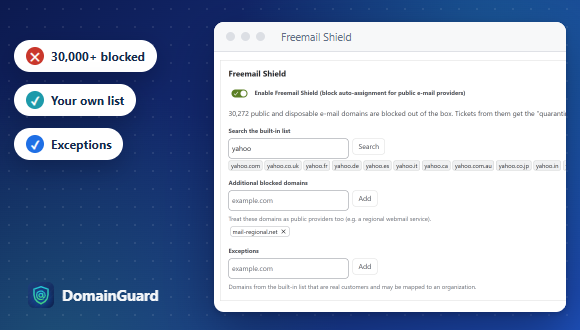 30,000+ blocked
Your own list
Exceptions
DomainGuard
Freemail Shield
Freemail Shield
Enable Freemail Shield (block auto-assignment for public e-mail providers)
30,272 public and disposable e-mail domains are blocked out of the box. Tickets from them get the "quaranti
Search the built-in list
yahoo Search
yahoo.com yahoo.co.uk yahoo.fr yahoo.de yahoo.es yahoo.it yahoo.ca yahoo.com.au yahoo.co.jp yahoo.in
Additional blocked domains
example.com Add
Treat these domains as public providers too (e.g. a regional webmail service).
mail-regional.net ✕
Exceptions
example.com Add
Domains from the built-in list that are real customers and may be mapped to an organization.